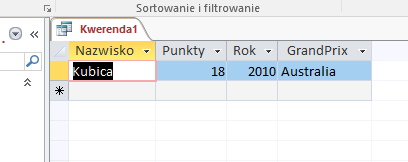 Sortowanie i filtrowanie
Kwerenda1
Nazwisko Punkty Rok GrandPrix
Kubica 18 2010 Australia